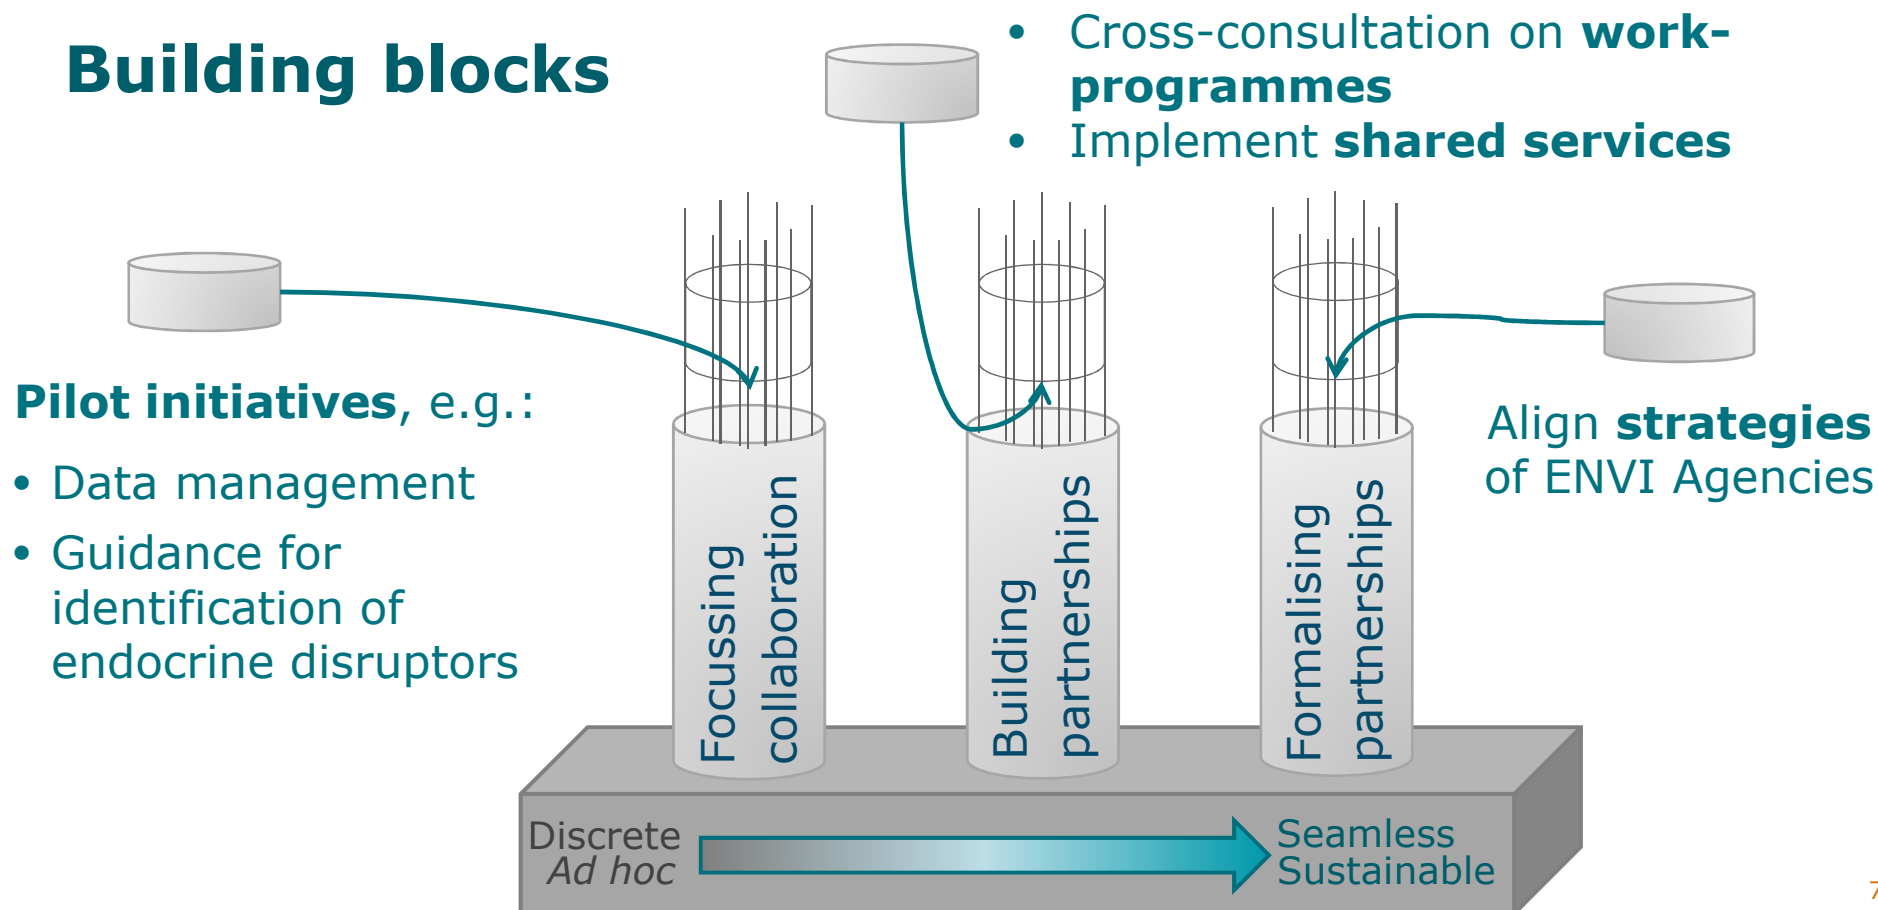 Building blocks
• Cross-consultation on work-
programmes
• Implement shared services
Pilot initiatives, e.g.:
• Data management
• Guidance for
identification of
endocrine disruptors
Align strategies
of ENVI Agencies
Focussing
collaboration
Building
partnerships
Formalising
partnerships
Discrete
Ad hoc
Seamless
Sustainable
7